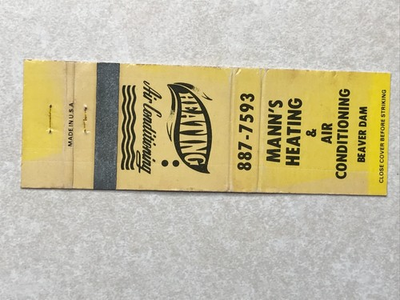 CLOSE COVER BEFORE STRIKING
MANN'S
HEATING
&
AIR
CONDITIONING
BEAVER DAM
887-7593
HEATING
Air Conditioning
MADE IN U.S.A.